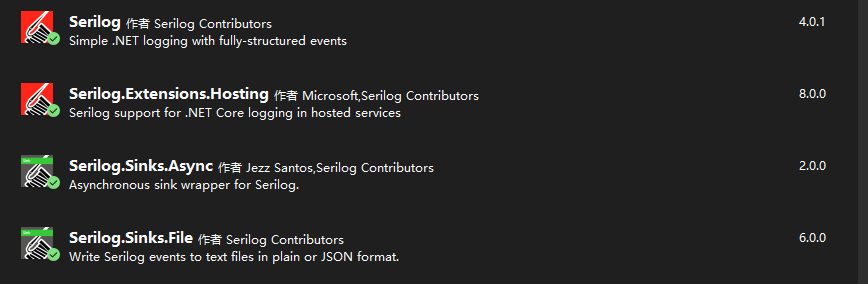 Serilog 作者 Serilog Contributors 4.0.1
Simple .NET logging with fully-structured events
Serilog.Extensions.Hosting 作者 Microsoft,Serilog Contributors 8.0.0
Serilog support for .NET Core logging in hosted services
Serilog.Sinks.Async 作者 Jezz Santos,Serilog Contributors 2.0.0
Asynchronous sink wrapper for Serilog.
Serilog.Sinks.File 作者 Serilog Contributors 6.0.0
Write Serilog events to text files in plain or JSON format.